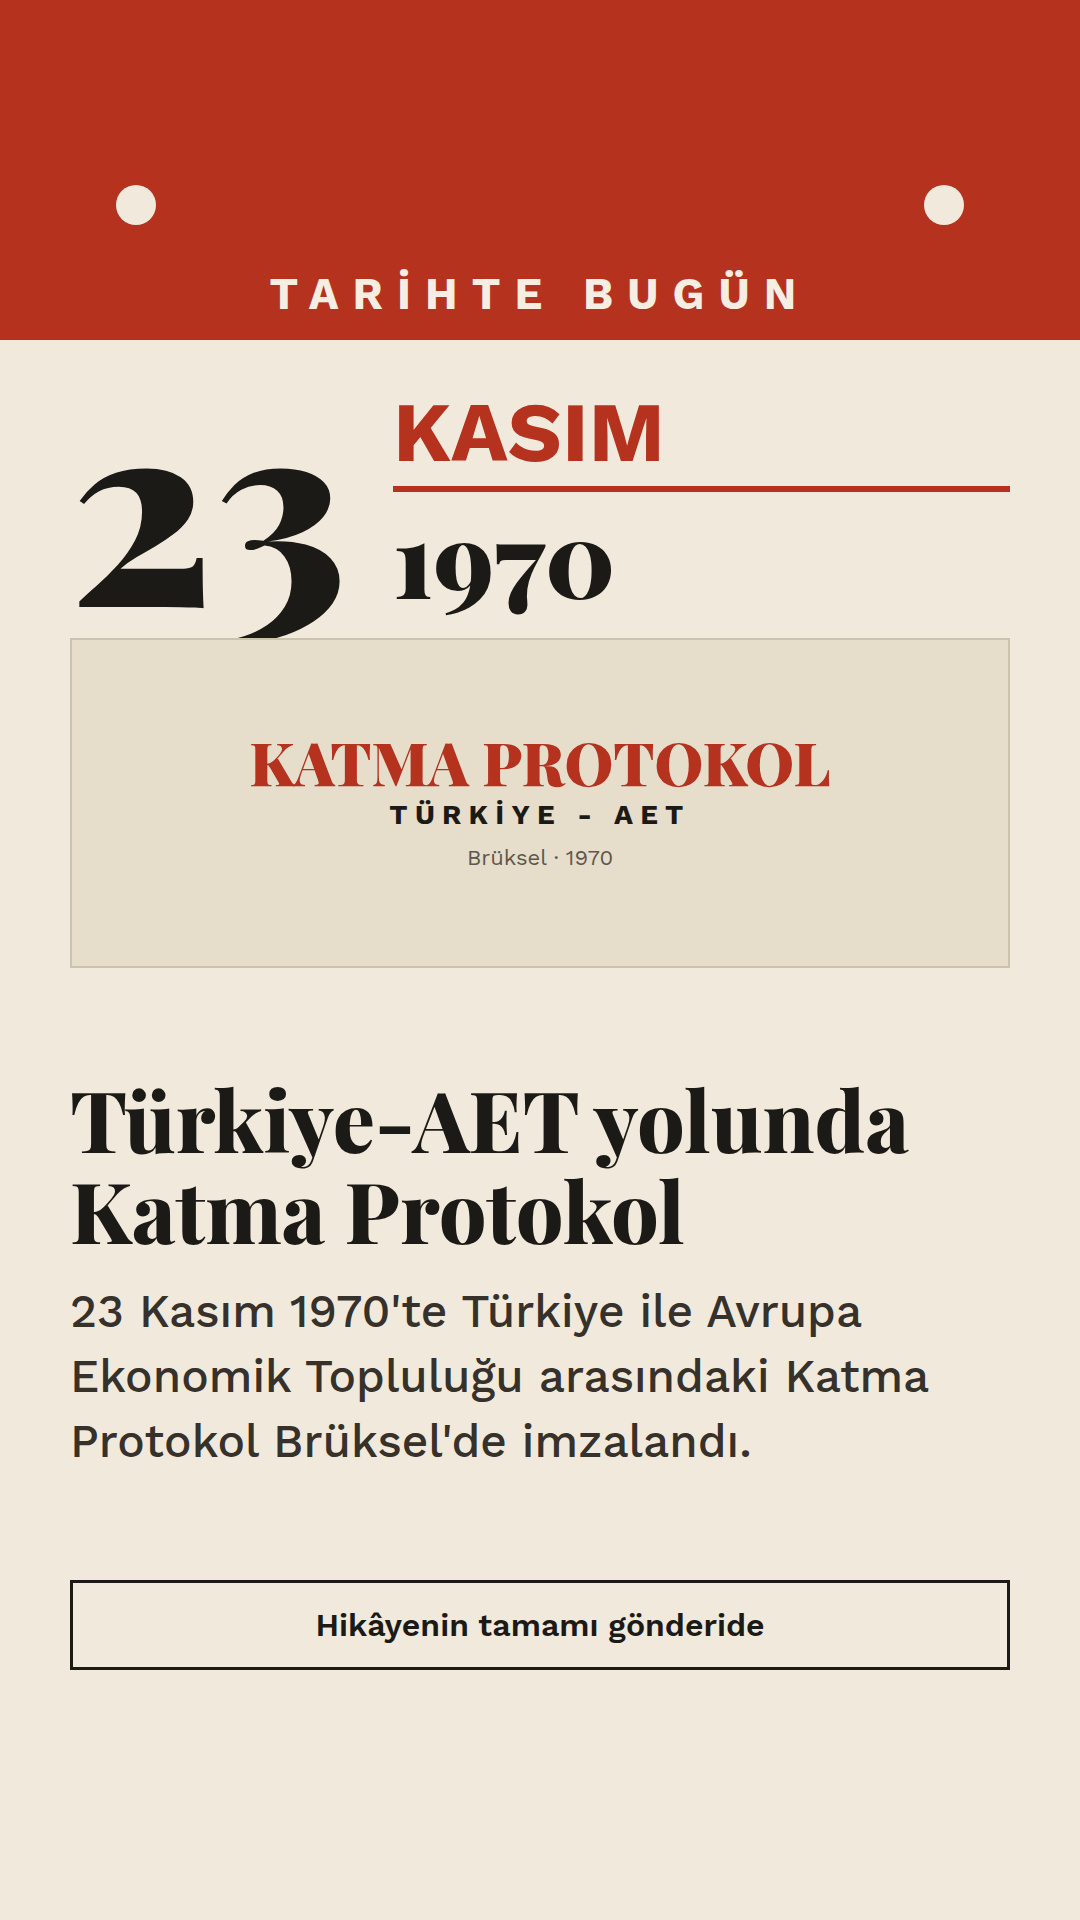 TARİHTE BUGÜN
23
KASIM
1970
KATMA PROTOKOL
TÜRKİYE - AET
Brüksel · 1970
Türkiye-AET yolunda
Katma Protokol
23 Kasım 1970'te Türkiye ile Avrupa
Ekonomik Topluluğu arasındaki Katma
Protokol Brüksel'de imzalandı.
Hikâyenin tamamı gönderide